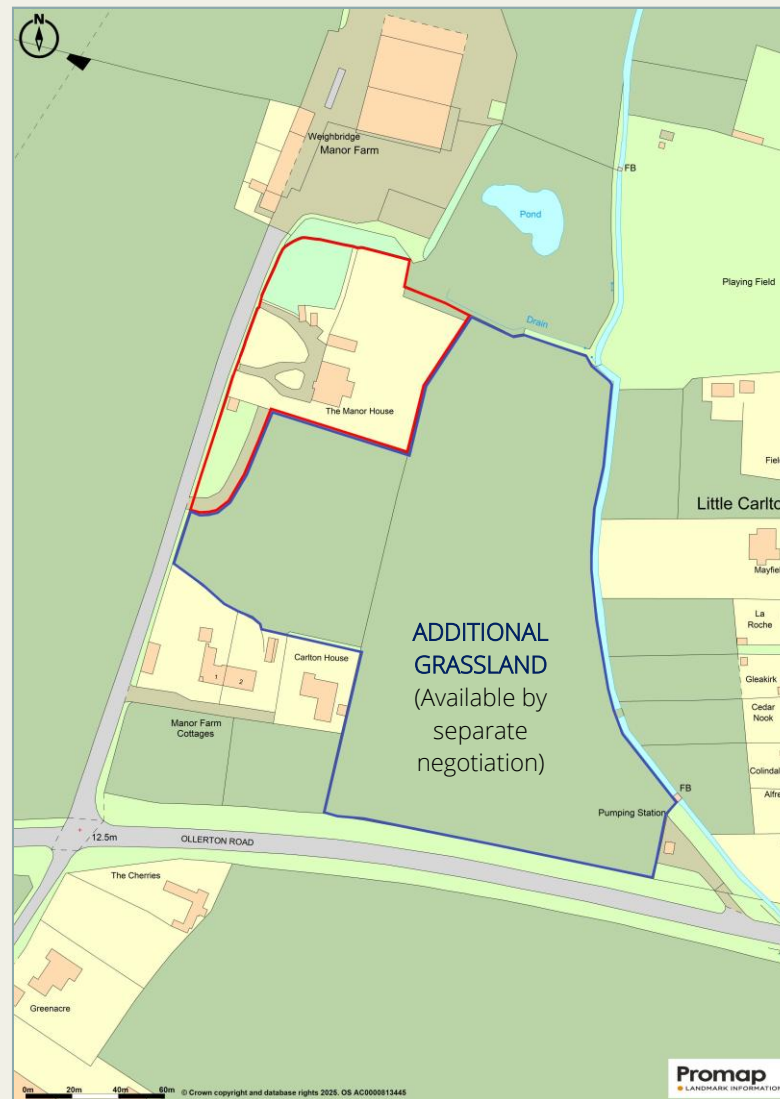 N
Weighbridge
Manor Farm
FB
Pond
Playing Field
Drain
The Manor House
Little Carlto
Mayfie
La
Roche
ADDITIONAL
GRASSLAND
(Available by
separate
negotiation)
Carlton House
1
2
Gleakirk
Cedar
Nook
Manor Farm
Cottages
Colindal
FB
Alfre
Pumping Station
12.5m
OLLERTON ROAD
The Cherries
Greenacre
0m 20m 40m 60m
© Crown copyright and database rights 2025. OS AC0000813445
Promap
LANDMARK INFORMATION
Fiel